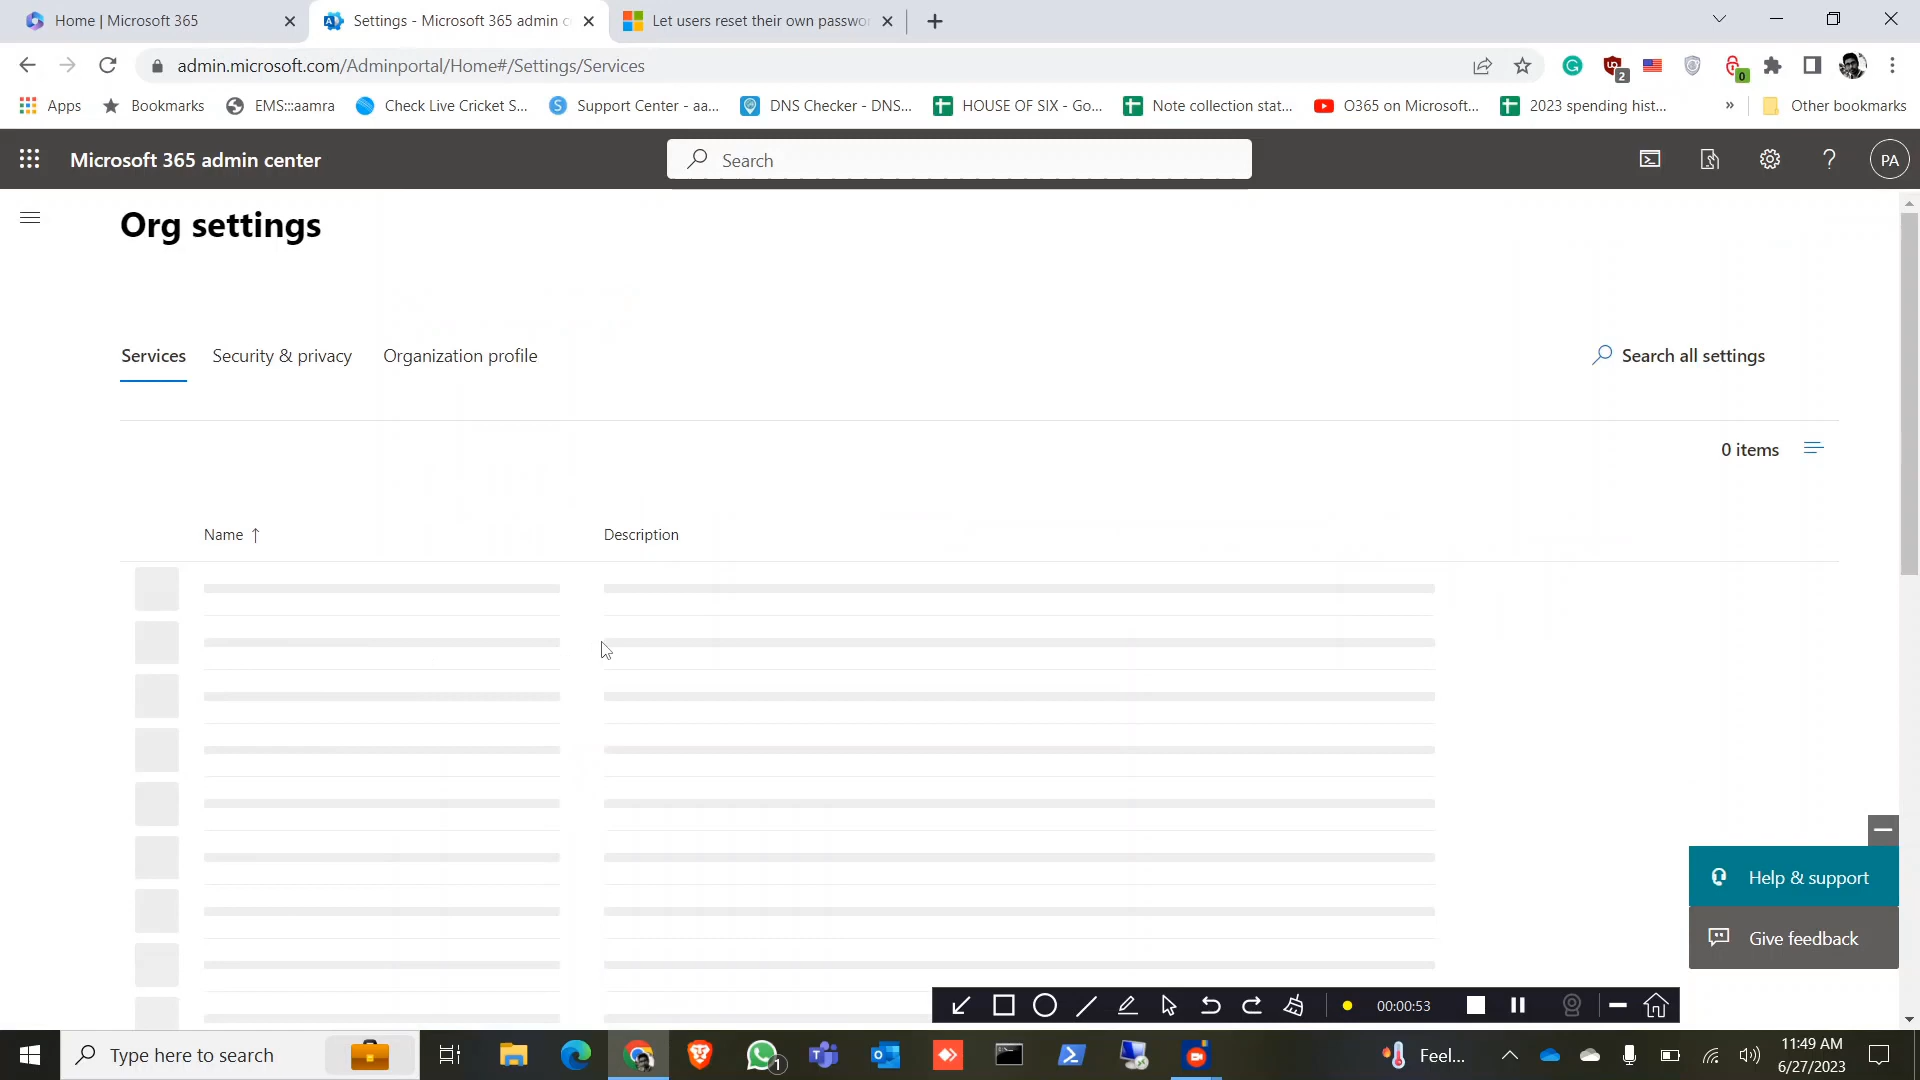 Home | Microsoft 365
Settings - Microsoft 365 admin c
Let users reset their own passwor
admin.microsoft.com/Adminportal/Home#/Settings/Services
2
0
Apps
Bookmarks
EMS:::aamra
Check Live Cricket S...
Support Center - aa...
DNS Checker - DNS...
HOUSE OF SIX - Go...
Note collection stat...
O365 on Microsoft...
2023 spending hist...
»
Other bookmarks
Microsoft 365 admin center
Search
PA
Org settings
Services
Security & privacy
Organization profile
Search all settings
0 items
Name ↑
Description
Help & support
Give feedback
00:00:53
Type here to search
1
Feel...
11:49 AM
6/27/2023